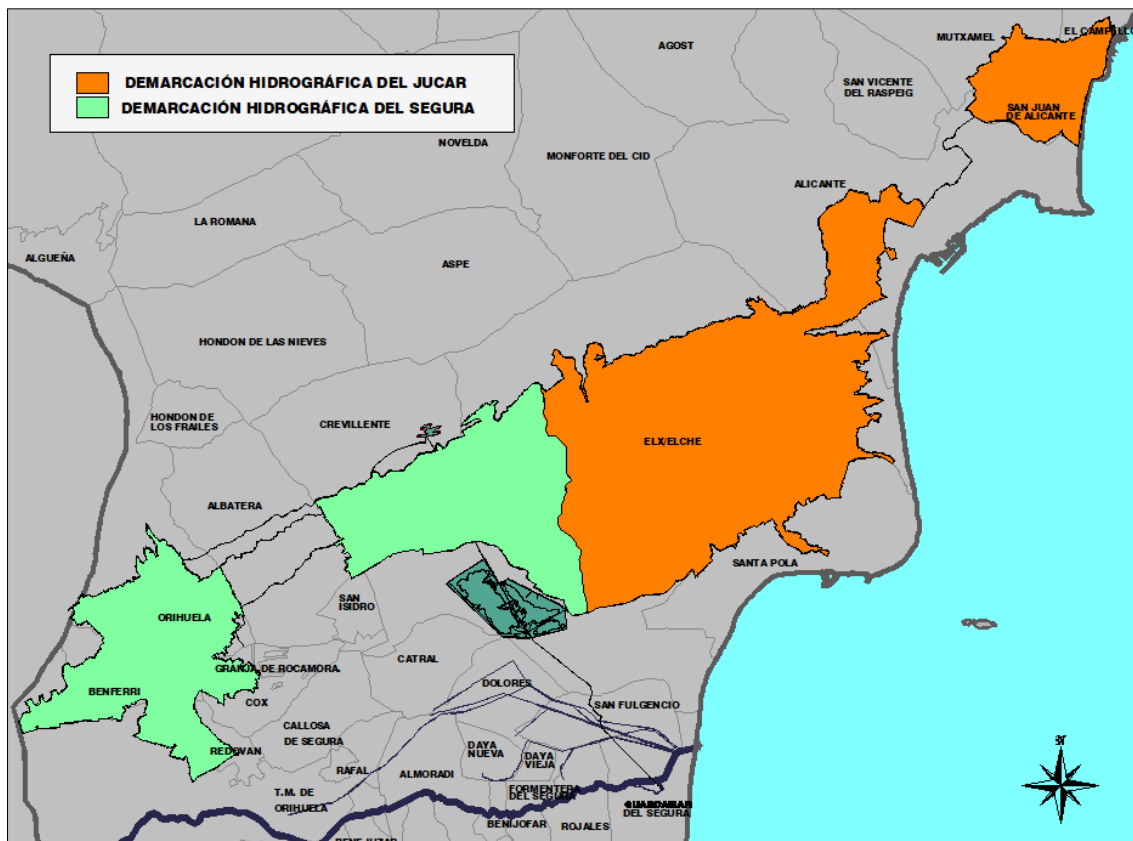 DEMARCACIÓN HIDROGRÁFICA DEL JUCAR
DEMARCACIÓN HIDROGRÁFICA DEL SEGURA
MUTXAMEL
AGOST
SAN VICENTE
DEL RASPEIG
SAN JUAN
DE ALICANTE
NOVELDA
MONFORTE DEL CID
ALICANTE
LA ROMANA
ALGUEÑA
ASPE
HONDON DE LAS NIEVES
HONDON DE
LOS FRAILES
CREVILLENTE
ELX/ELCHE
ALBATERA
SANTA POLA
SAN
ISIDRO
ORIHUELA
CATRAL
GRANJA DE ROCAMORA
DOLORES
BENFERRI
COX
SAN FULGENCIO
CALLOSA
DE SEGURA
REDOVAN
DAYA
NUEVA
DAYA
VIEJA
RAFAL
ALMORADI
T.M. DE
ORIHUELA
FORMENTERA
DEL SEGURA
DEL SEGURA
BENIJOFAR
ROJALES